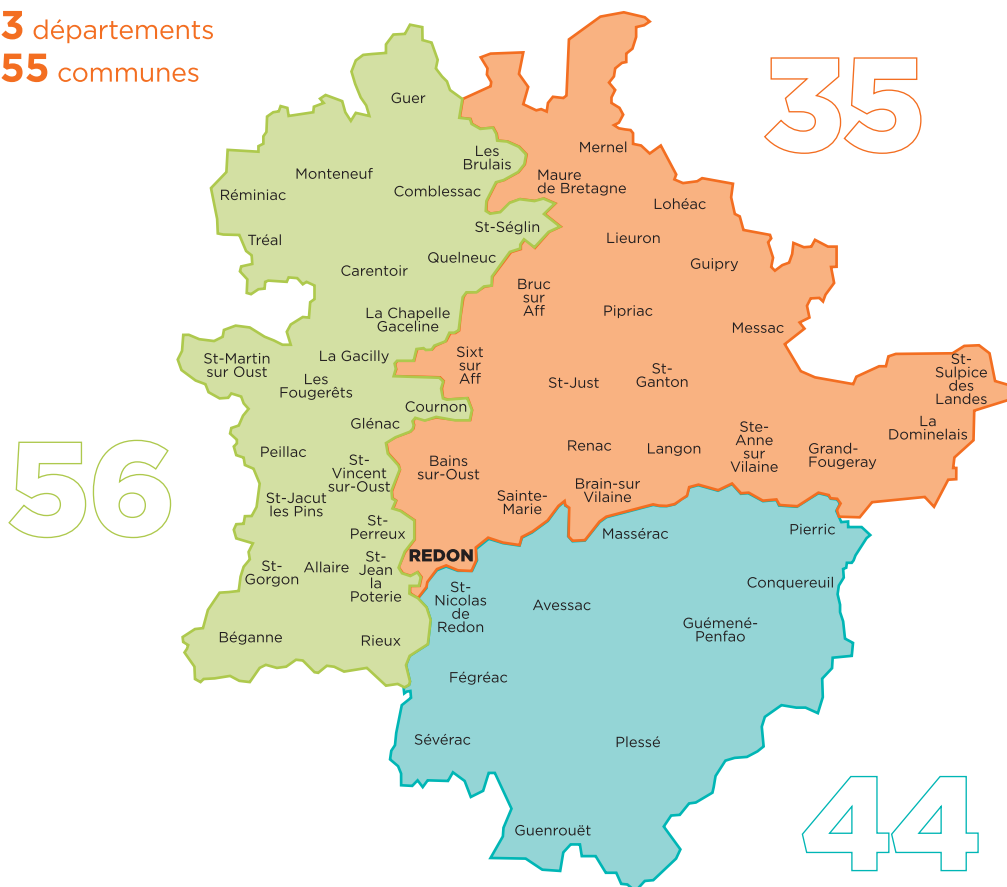 3 départements
55 communes
35
56
44
Guer
Monteneuf
Réminiac
Tréal
Les
Brulais
Comblessac
St-Séglin
Quelneuc
Carentoir
La Chapelle
Gaceline
La Gacilly
St-Martin
sur Oust
Les
Fougerêts
Cournon
Glénac
Peillac
St-
Vincent
sur-Oust
St-Jacut
les Pins
St-
Perreux
St-
Gorgon
Allaire
St-
Jean
la
Poterie
Béganne
Rieux
Mernel
Maure
de Bretagne
Lohéac
Lieuron
Guipry
Bruc
sur
Aff
Pipriac
Messac
Sixt
sur
Aff
St-Just
St-
Ganton
St-
Sulpice
des
Landes
La
Dominelais
Ste-
Anne
sur
Vilaine
Grand-
Fougeray
Renac
Langon
Bains
sur-Oust
Brain-sur
Vilaine
Sainte-
Marie
REDON
Massérac
Pierric
Conquereuil
St-
Nicolas
de
Redon
Avessac
Guémené-
Penfao
Fégréac
Sévérac
Plessé
Guenrouët